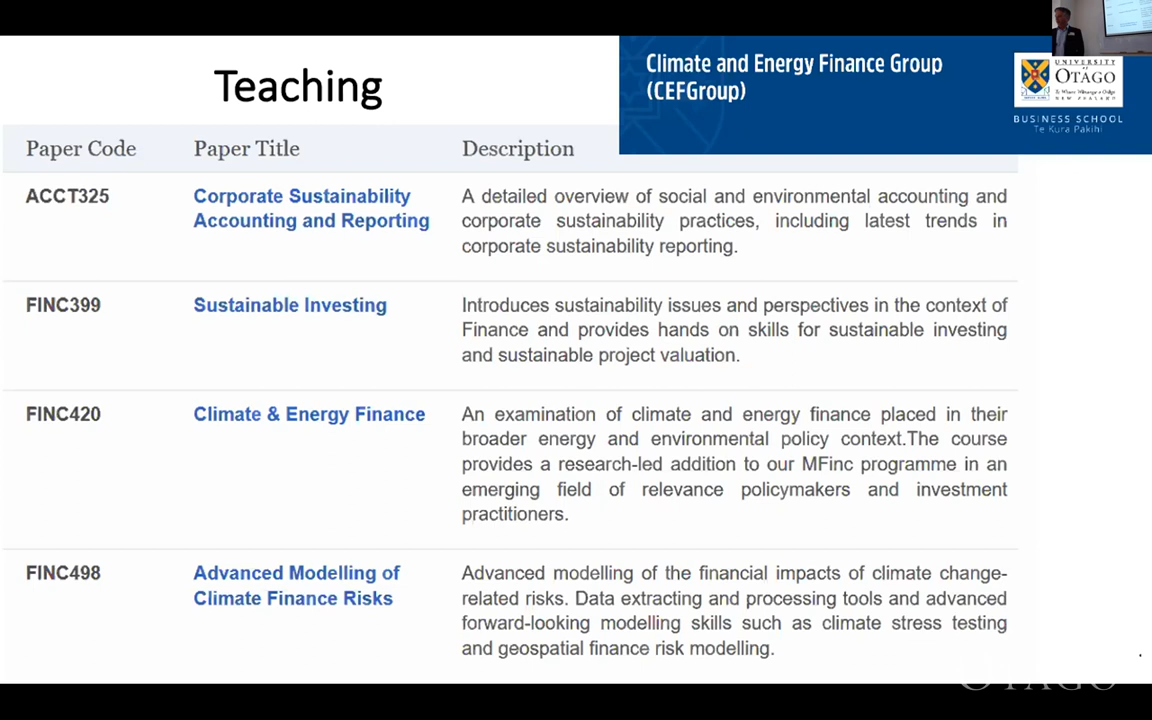 Teaching
Climate and Energy Finance Group
(CEFGroup)
UNIVERSITY
OF
OTAGO
Te Whare Wānanga o Otāgo
NEW ZEALAND
BUSINESS SCHOOL
Te Kura Pakihi
Paper Code Paper Title Description
ACCT325 Corporate Sustainability A detailed overview of social and environmental accounting and
Accounting and Reporting corporate sustainability practices, including latest trends in
corporate sustainability reporting.
FINC399 Sustainable Investing Introduces sustainability issues and perspectives in the context of
Finance and provides hands on skills for sustainable investing
and sustainable project valuation.
FINC420 Climate & Energy Finance An examination of climate and energy finance placed in their
broader energy and environmental policy context.The course
provides a research-led addition to our MFinc programme in an
emerging field of relevance policymakers and investment
practitioners.
FINC498 Advanced Modelling of Advanced modelling of the financial impacts of climate change-
Climate Finance Risks related risks. Data extracting and processing tools and advanced
forward-looking modelling skills such as climate stress testing
and geospatial finance risk modelling.
OTAGO